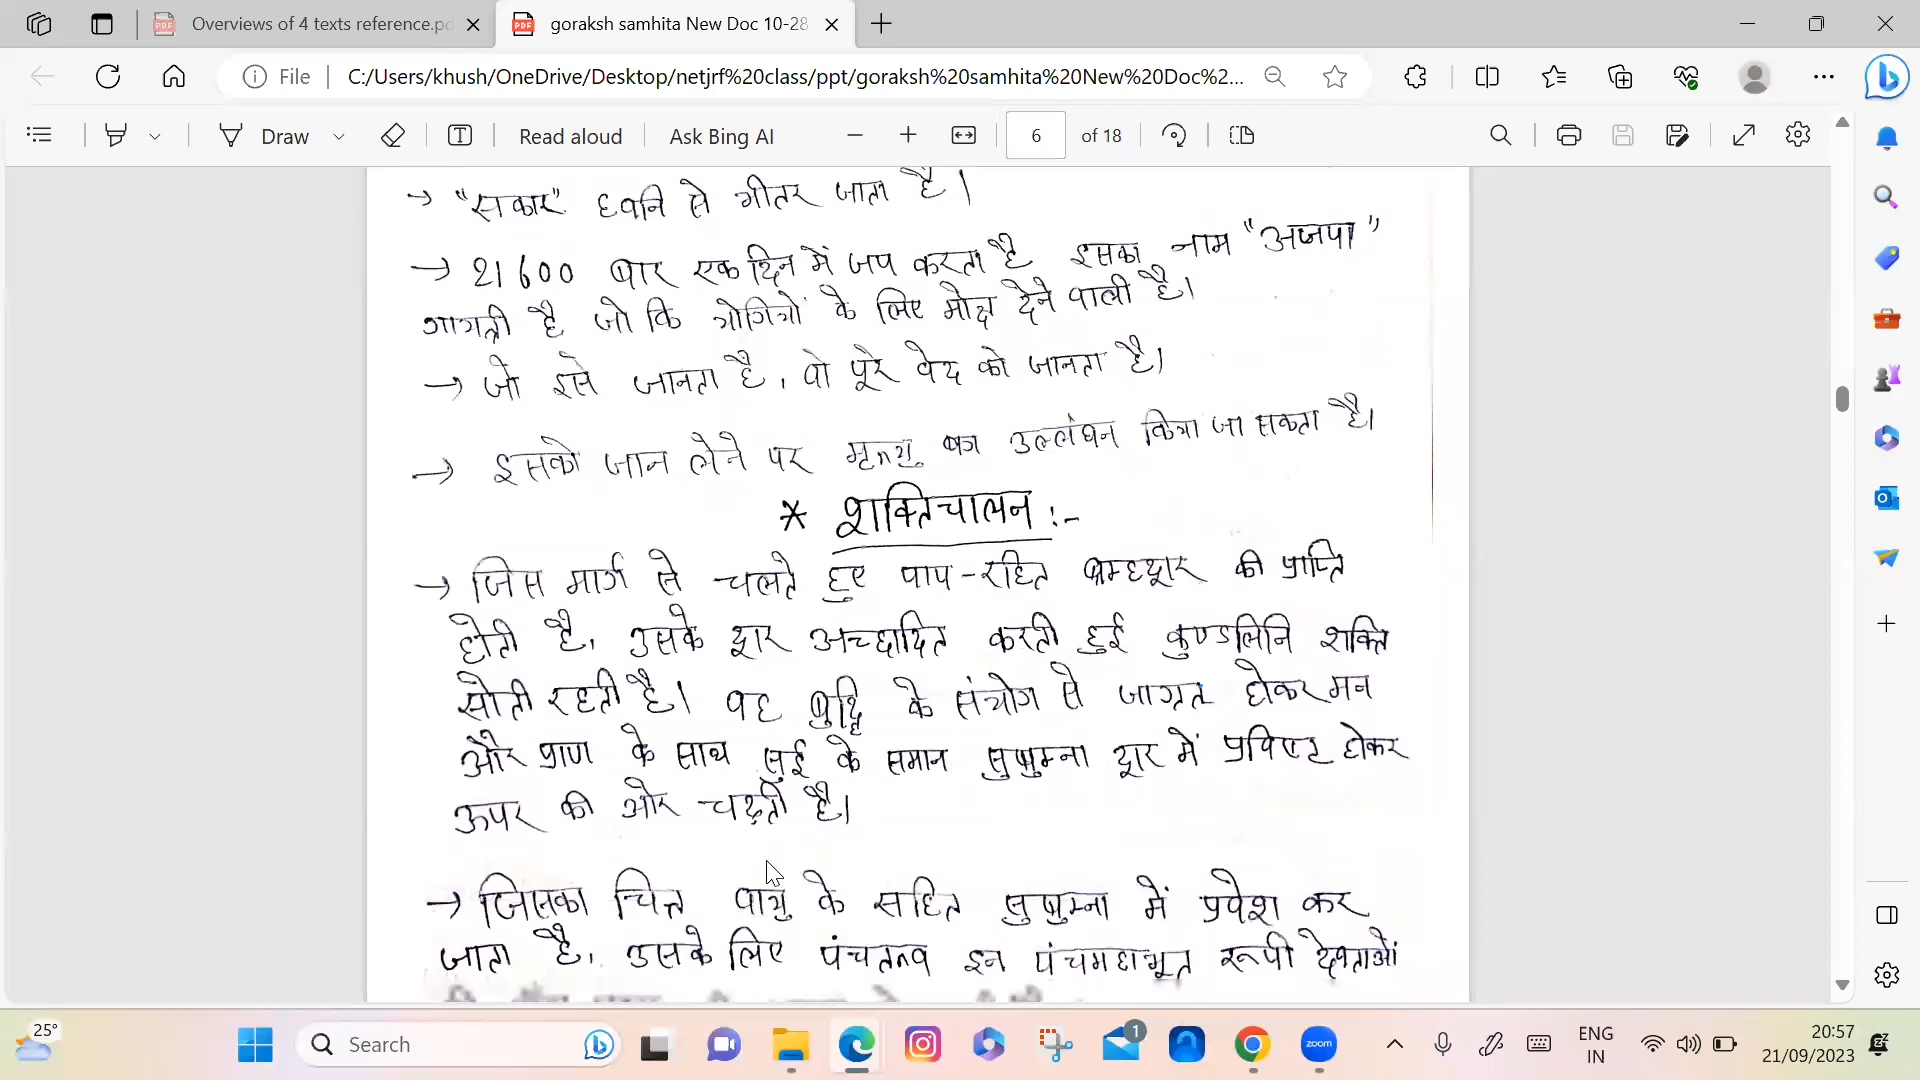 Overviews of 4 texts reference.pd
goraksh samhita New Doc 10-28
File
C:/Users/khush/OneDrive/Desktop/netjrf%20class/ppt/goraksh%20samhita%20New%20Doc%2...
Draw
Read aloud
Ask Bing AI
6 of 18
→ "सकार" ध्वनि से भीतर जाता है।
→ 21600 बार एक दिन में जप करता है इसका नाम "अजपा"
गायत्री है जो कि योगियों के लिए मोक्ष देने वाली है।
→ जो इसे जानता है, वो पूरे वेद को जानता है।
→ इसको जान लेने पर मृत्यु का उल्लंघन किया जा सकता है।
* शक्तिचालन :-
→ जिस मार्ग से चलते हुए पाप-रहित ब्रम्हद्वार की प्राप्ति
होती है, उसके द्वार अच्छादित करती हुई कुण्डलिनि शक्ति
सोती रहती है। वह बुद्धि के संयोग से जाग्रत होकर मन
और प्राण के साथ सुई के समान सुषुम्ना द्वार में प्रविष्ट होकर
ऊपर की ओर चढ़ती है।
→ जिसका चित्त वायु के सहित सुषुम्ना में प्रवेश कर
जाता है, उसके लिए पंचतत्व इन पंचमहाभूत रूपी देवताओं
25°
Search
1
zoom
ENG
IN
20:57
21/09/2023